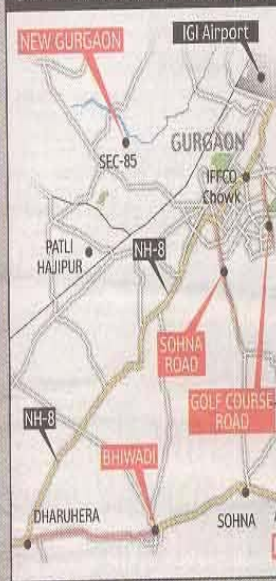 IGI Airport
NEW GURGAON
GURGAON
SEC-85
IFFCO
Chowk
PATLI
HAJIPUR
NH-8
SOHNA
ROAD
GOLF COURSE
ROAD
NH-8
BHIWADI
DHARUHERA
SOHNA